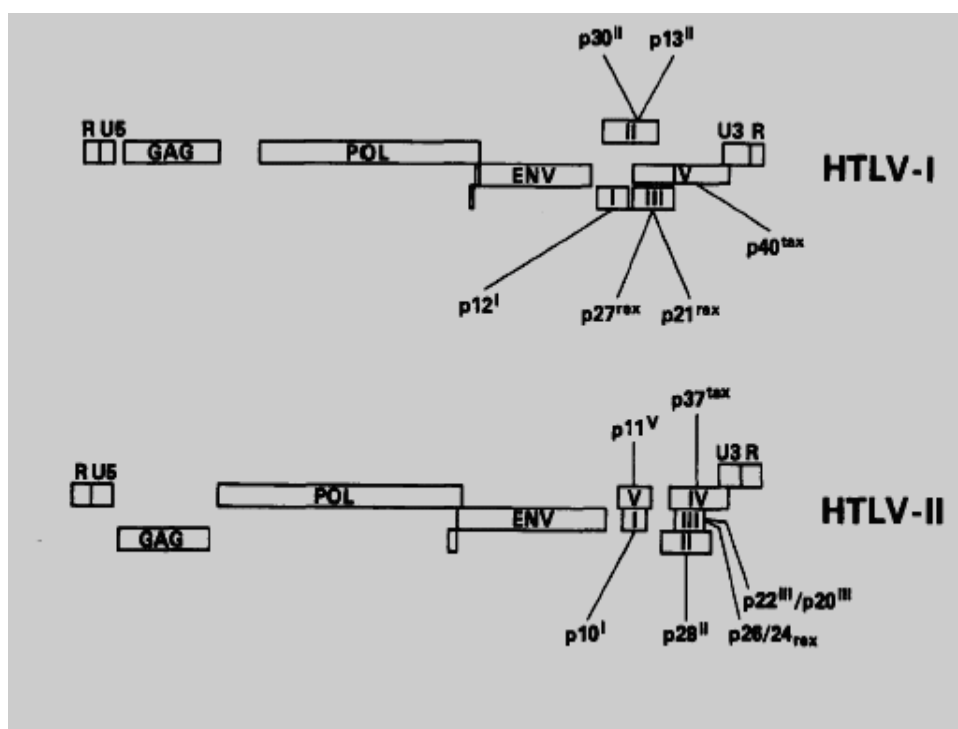 p30ᴵᴵ p13ᴵᴵ
R U5 GAG POL II U3 R
ENV IV HTLV-I
I III
p40ᵗᵃˣ
p12ᴵ p27ʳᵉˣ p21ʳᵉˣ
p37ᵗᵃˣ
p11ⱽ
R U5 U3 R
POL V IV
ENV I III HTLV-II
GAG II
p22ᴵᴵᴵ/p20ᴵᴵᴵ
p10ᴵ p28ᴵᴵ p26/24ᵣₑₓ